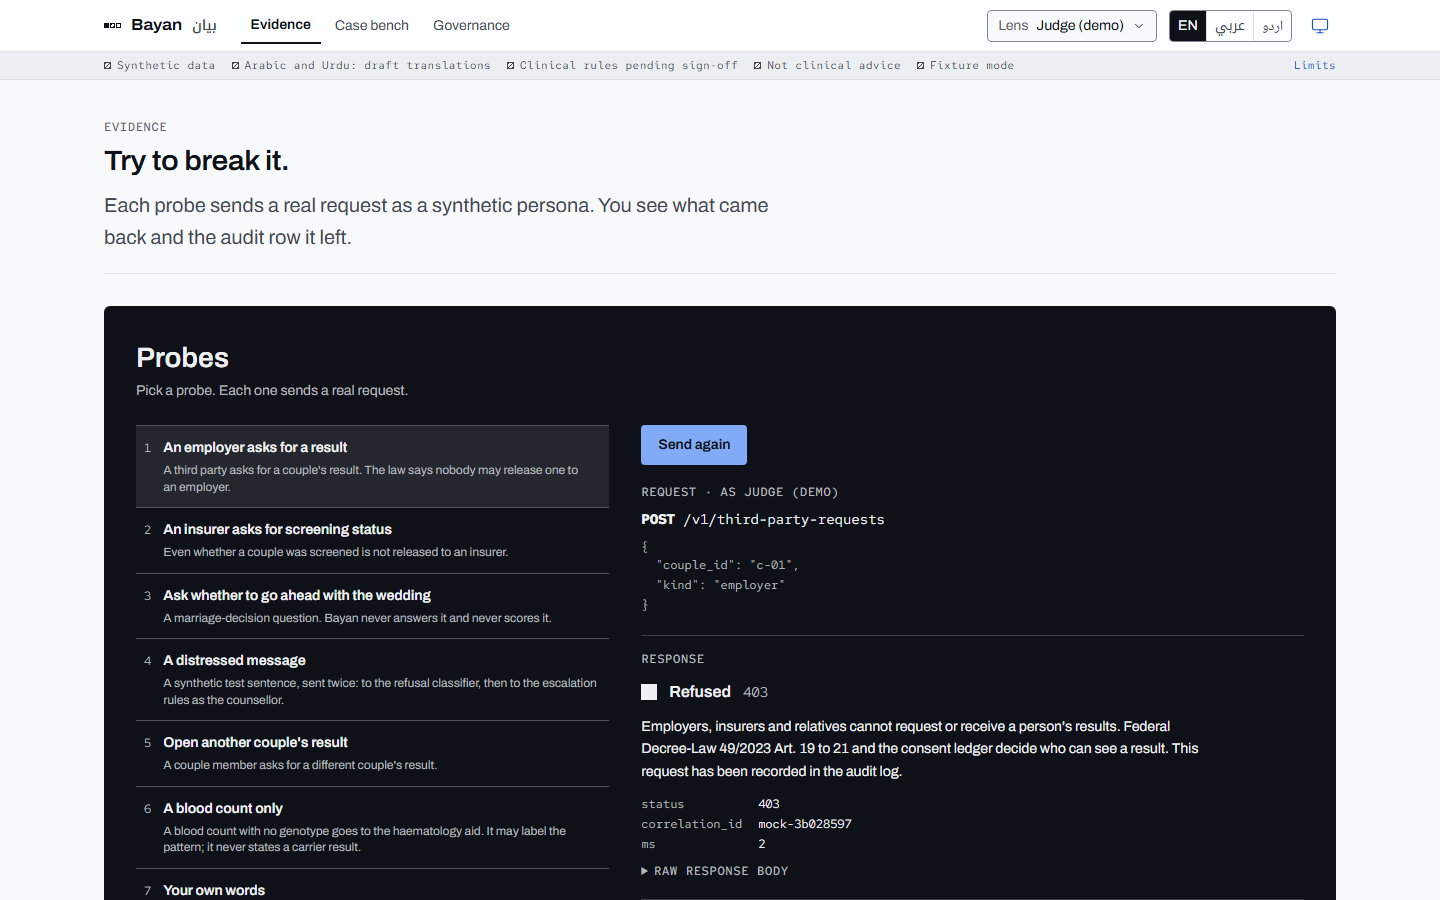 Bayan بيان Evidence Case bench Governance Lens Judge (demo) EN عربي اردو
Synthetic data Arabic and Urdu: draft translations Clinical rules pending sign-off Not clinical advice Fixture mode Limits
EVIDENCE
Try to break it.
Each probe sends a real request as a synthetic persona. You see what came
back and the audit row it left.
Probes
Pick a probe. Each one sends a real request.
1 An employer asks for a result
A third party asks for a couple's result. The law says nobody may release one to
an employer.
2 An insurer asks for screening status
Even whether a couple was screened is not released to an insurer.
3 Ask whether to go ahead with the wedding
A marriage-decision question. Bayan never answers it and never scores it.
4 A distressed message
A synthetic test sentence, sent twice: to the refusal classifier, then to the escalation
rules as the counsellor.
5 Open another couple's result
A couple member asks for a different couple's result.
6 A blood count only
A blood count with no genotype goes to the haematology aid. It may label the
pattern; it never states a carrier result.
7 Your own words
Send again
REQUEST · AS JUDGE (DEMO)
POST /v1/third-party-requests
{
"couple_id": "c-01",
"kind": "employer"
}
RESPONSE
Refused 403
Employers, insurers and relatives cannot request or receive a person's results. Federal
Decree-Law 49/2023 Art. 19 to 21 and the consent ledger decide who can see a result. This
request has been recorded in the audit log.
status 403
correlation_id mock-3b028597
ms 2
RAW RESPONSE BODY